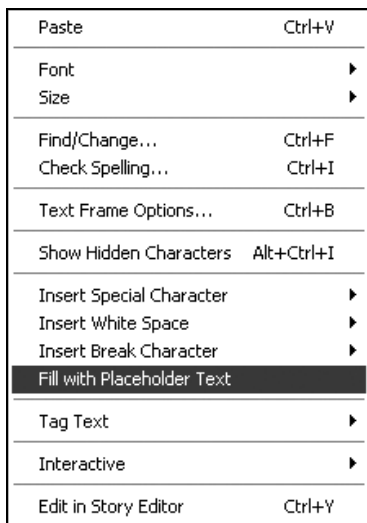 Paste Ctrl+V
Font
Size
Find/Change... Ctrl+F
Check Spelling... Ctrl+I
Text Frame Options... Ctrl+B
Show Hidden Characters Alt+Ctrl+I
Insert Special Character
Insert White Space
Insert Break Character
Fill with Placeholder Text
Tag Text
Interactive
Edit in Story Editor Ctrl+Y